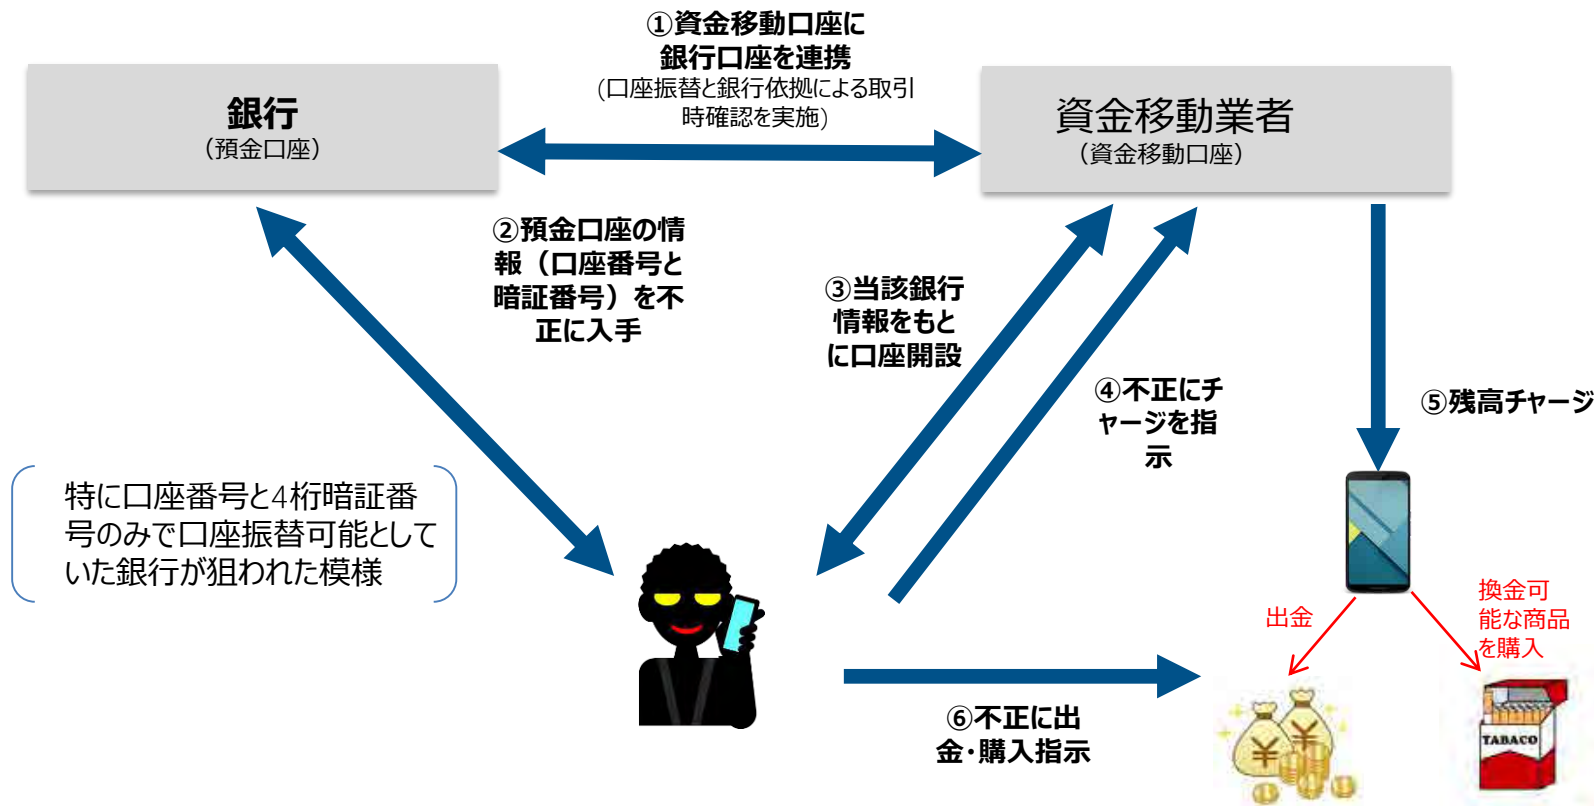 ①資金移動口座に
銀行口座を連携
(口座振替と銀行依拠による取引
時確認を実施)
銀行
（預金口座）
資金移動業者
（資金移動口座）
②預金口座の情
報（口座番号と
暗証番号）を不
正に入手
③当該銀行
情報をもと
に口座開設
④不正にチ
ャージを指
示
⑤残高チャージ
特に口座番号と4桁暗証番
号のみで口座振替可能として
いた銀行が狙われた模様
出金
換金可
能な商品
を購入
⑥不正に出
金・購入指示
¥
¥
TABACO